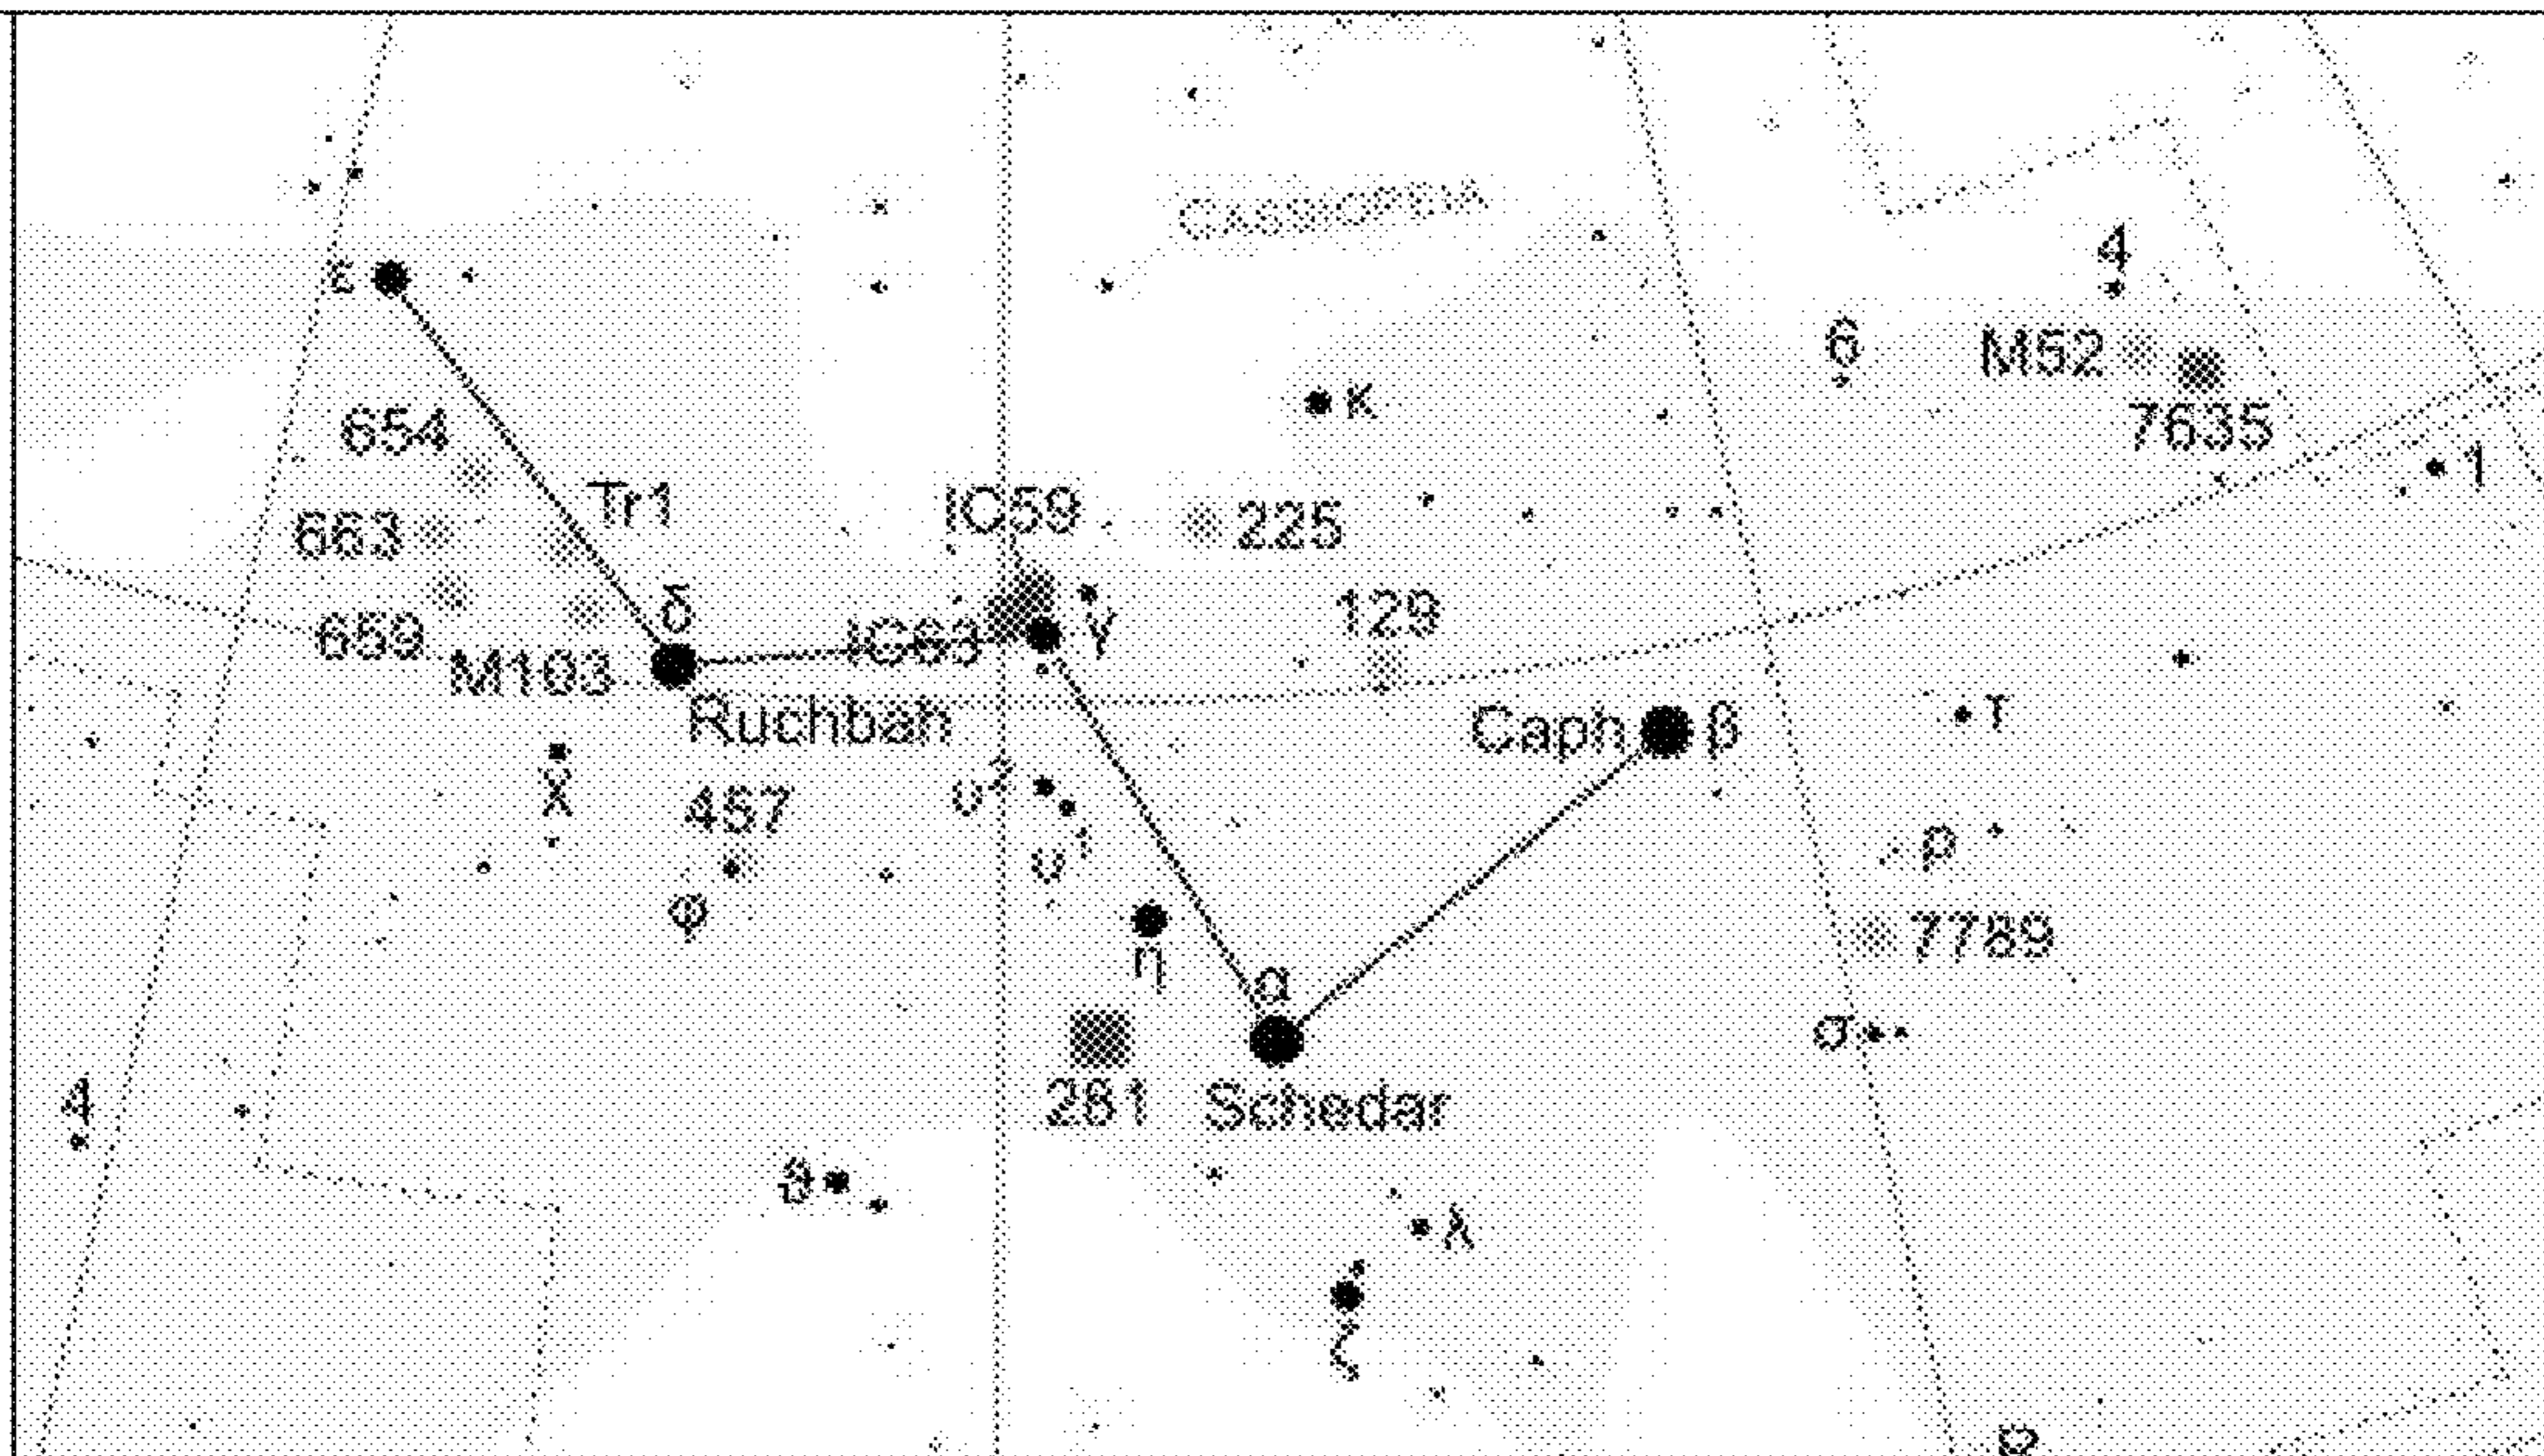 CASSIOPEIA
4
ε
6
M52
κ
7635
654
1
Tr1
IC59
225
663
δ
129
659
IC63
γ
M103
Ruchbah
Caph
β
τ
χ
υ2
457
υ1
ρ
φ
7789
η
α
σ
281
Schedar
4
ϑ
λ
ζ